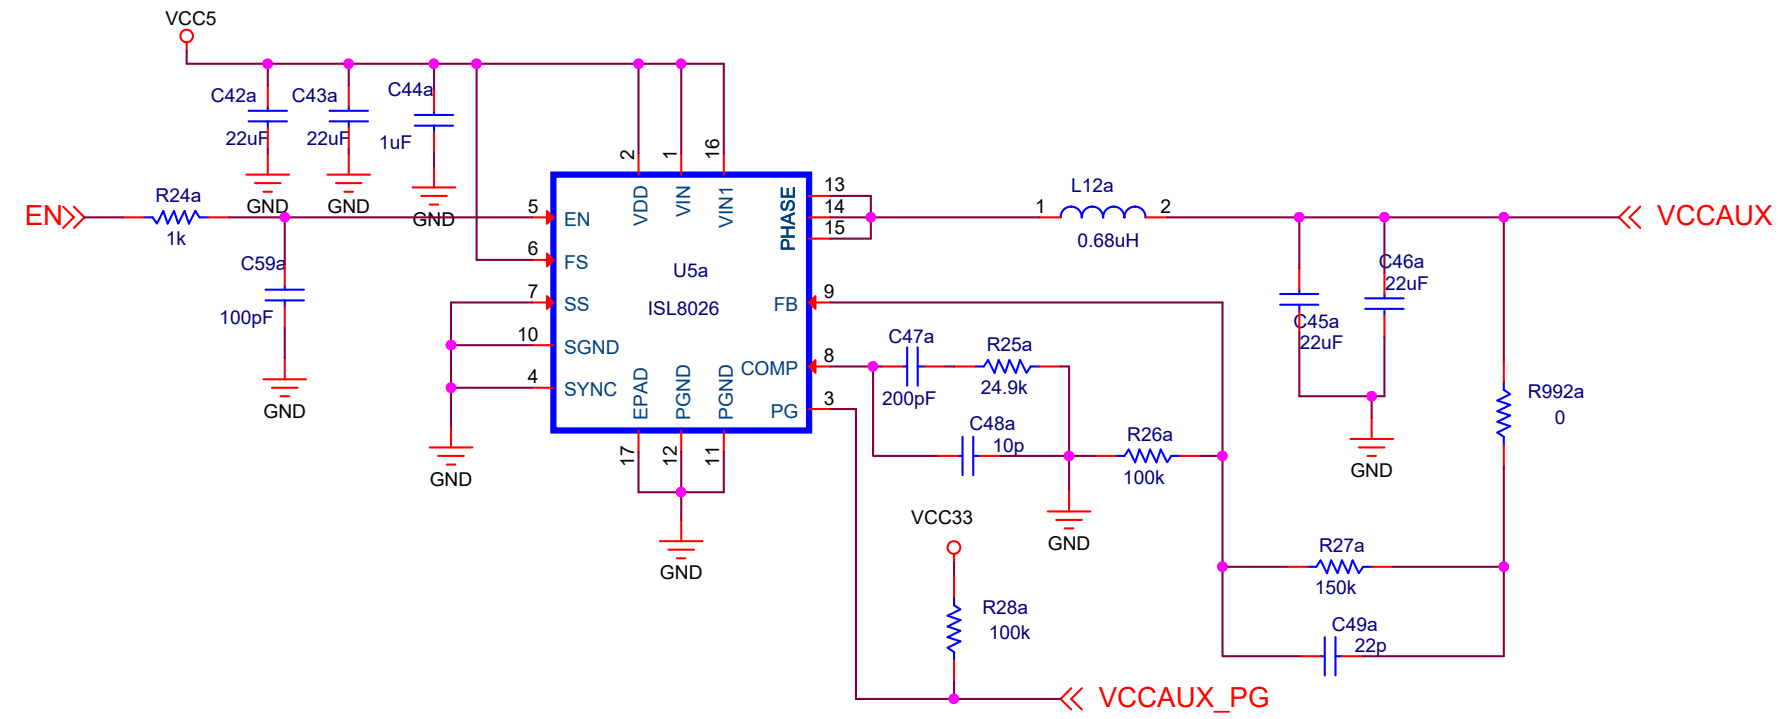 VCC5
C42a
22uF
GND
C43a
22uF
GND
C44a
1uF
GND
EN
R24a
1k
C59a
100pF
GND
2
1
16
VDD
VIN
VIN1
5
EN
6
FS
7
SS
10
SGND
4
SYNC
U5a
ISL8026
PHASE
13
14
15
FB
9
COMP
8
PG
3
EPAD
PGND
PGND
17
12
11
GND
GND
1
L12a
2
0.68uH
VCCAUX
C45a
22uF
C46a
22uF
GND
R992a
0
C47a
200pF
R25a
24.9k
C48a
10p
R26a
100k
GND
VCC33
R28a
100k
R27a
150k
C49a
22p
VCCAUX_PG